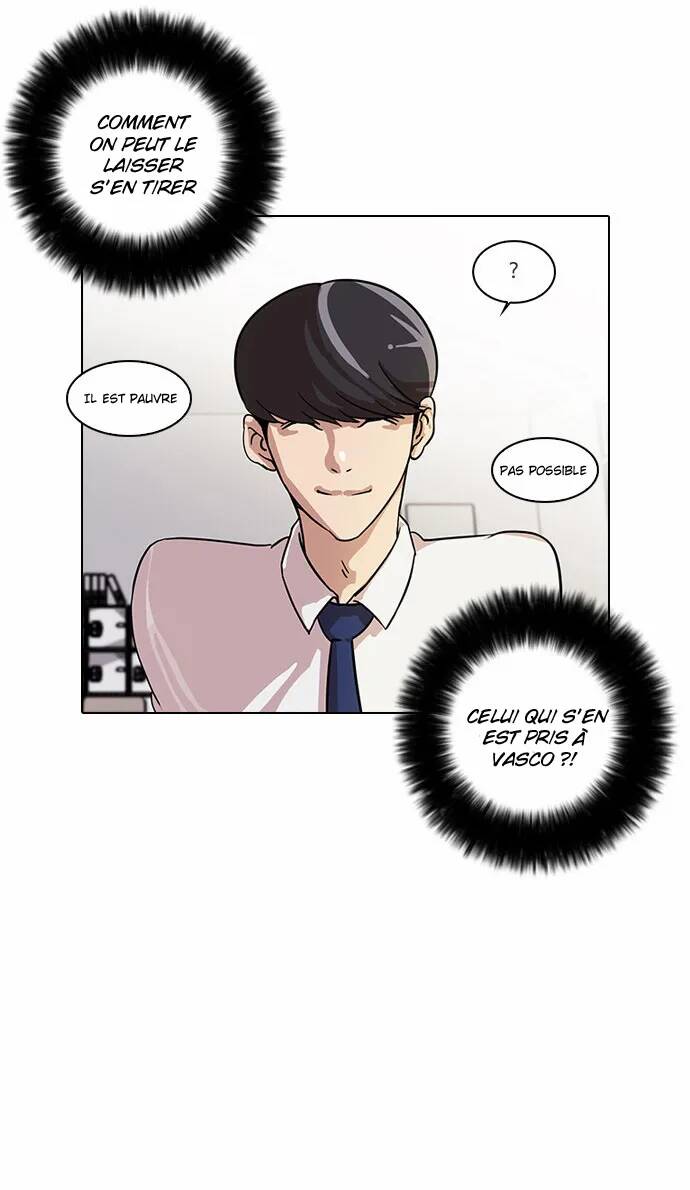 COMMENT
ON PEUT LE
LAISSER
S'EN TIRER
?
IL EST PAUVRE
PAS POSSIBLE
CELUI QUI S'EN
EST PRIS À
VASCO ?!